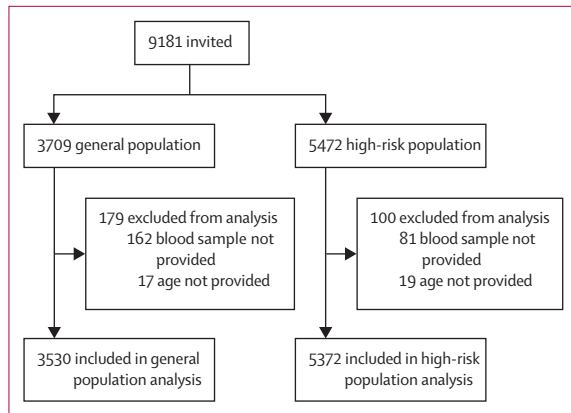 9181 invited
3709 general population
5472 high-risk population
179 excluded from analysis
162 blood sample not
provided
17 age not provided
100 excluded from analysis
81 blood sample not
provided
19 age not provided
3530 included in general
population analysis
5372 included in high-risk
population analysis